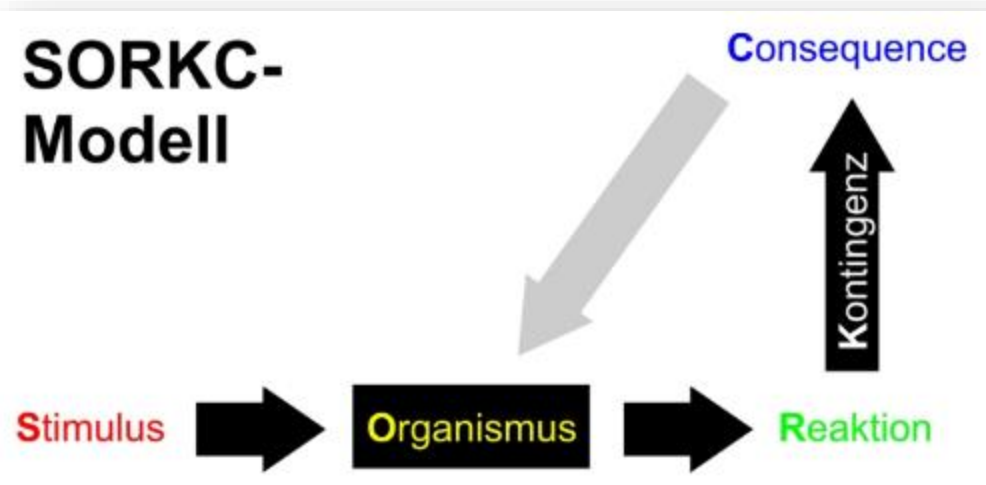 SORKC-
Modell
Consequence
Kontingenz
Stimulus
Organismus
Reaktion